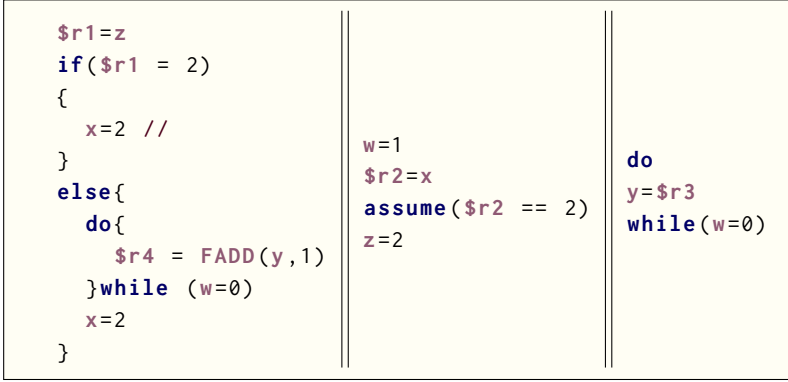 $r1=z
if($r1 = 2)
{
x=2 //
}
else{
do{
$r4 = FADD(y,1)
}while (w=0)
x=2
}
w=1
$r2=x
assume($r2 == 2)
z=2
do
y=$r3
while(w=0)